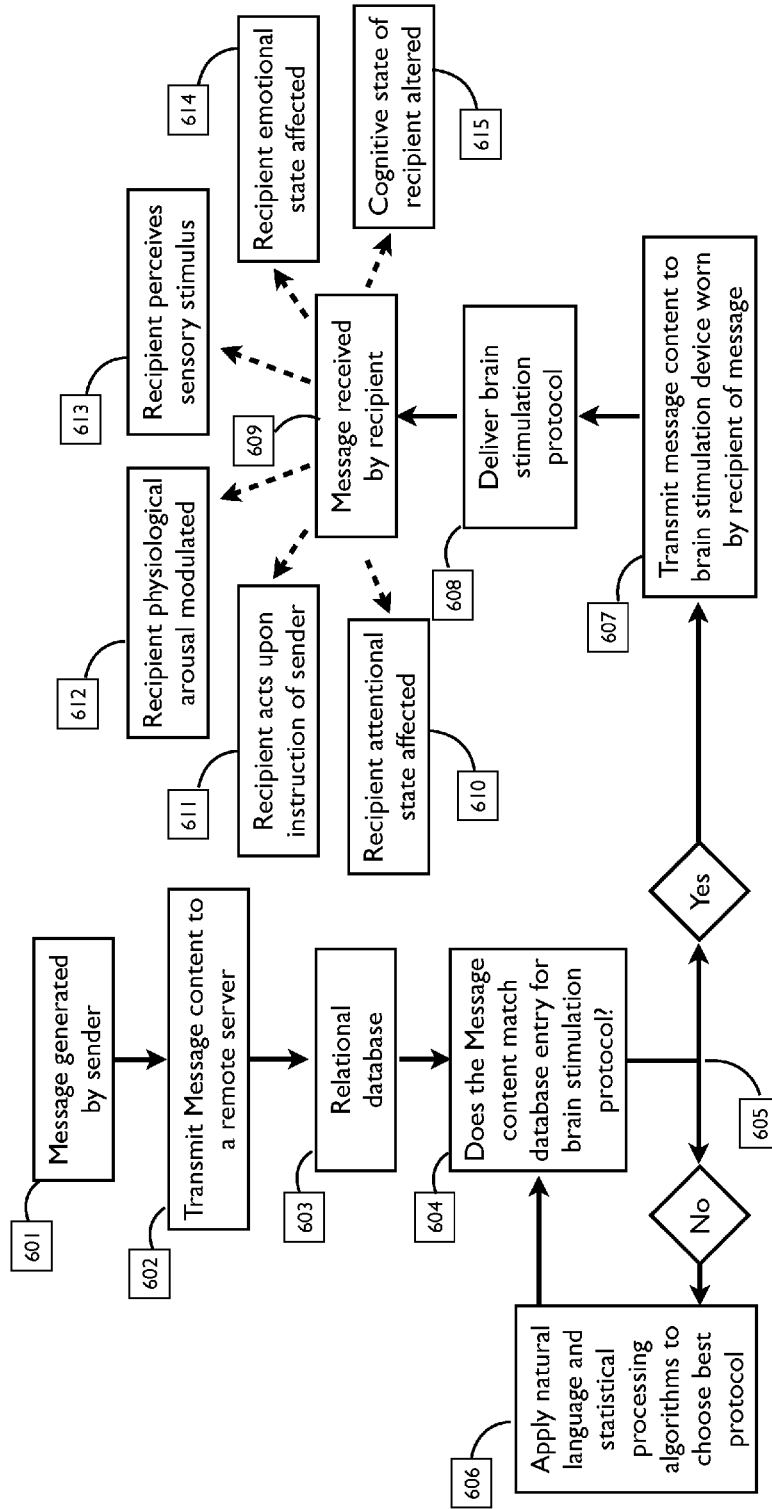 601
Message generated
by sender
602
Transmit Message content to
a remote server
603
Relational
database
604
Does the Message
content match
database entry for
brain stimulation
protocol?
605
No
Yes
606
Apply natural
language and
statistical
processing
algorithms to
choose best
protocol
607
Transmit message content to
brain stimulation device worn
by recipient of message
608
Deliver brain
stimulation
protocol
609
Message received
by recipient
610
Recipient attentional
state affected
611
Recipient acts upon
instruction of sender
612
Recipient physiological
arousal modulated
613
Recipient perceives
sensory stimulus
614
Recipient emotional
state affected
615
Cognitive state of
recipient altered